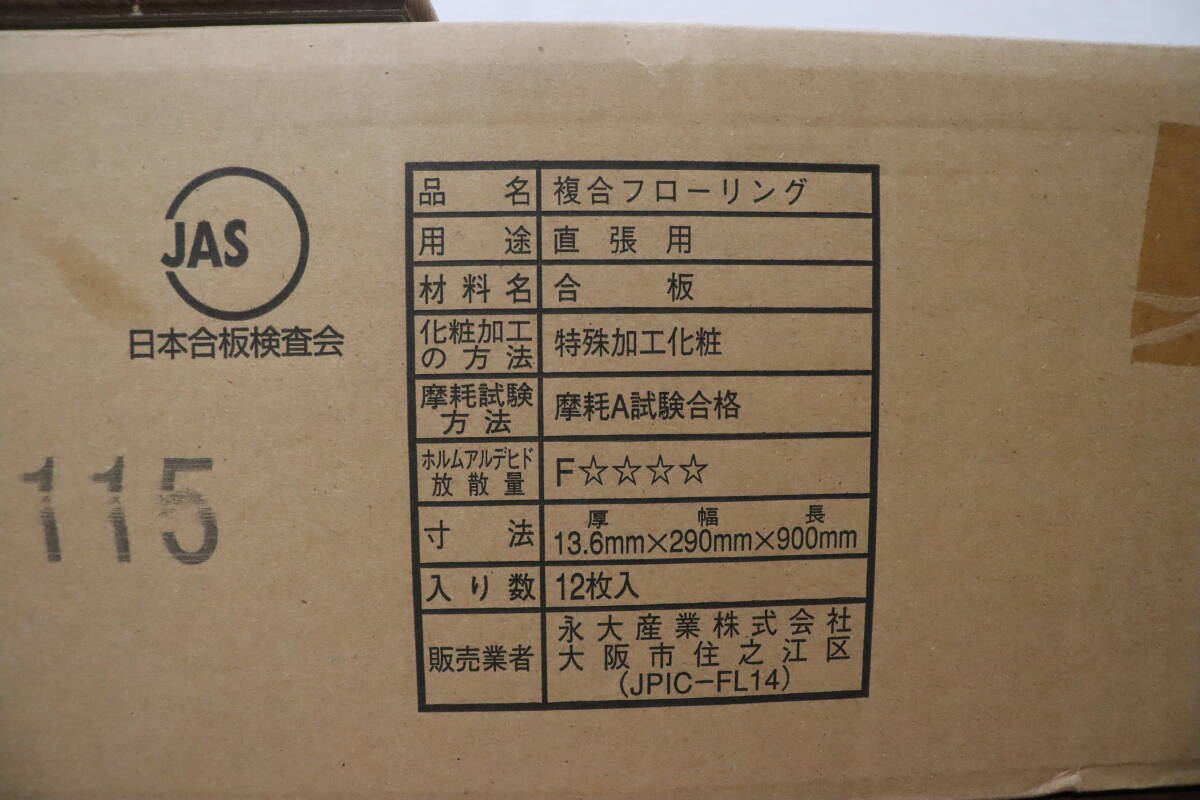 JAS
日本合板検査会
115
品名 複合フローリング
用途 直張用
材料名 合板
化粧加工
の方法
特殊加工化粧
摩耗試験
方法
摩耗A試験合格
ホルムアルデヒド
放散量
F☆☆☆☆
寸法
厚 幅 長
13.6mm×290mm×900mm
入り数 12枚入
販売業者
永大産業株式会社
大阪市住之江区
(JPIC-FL14)